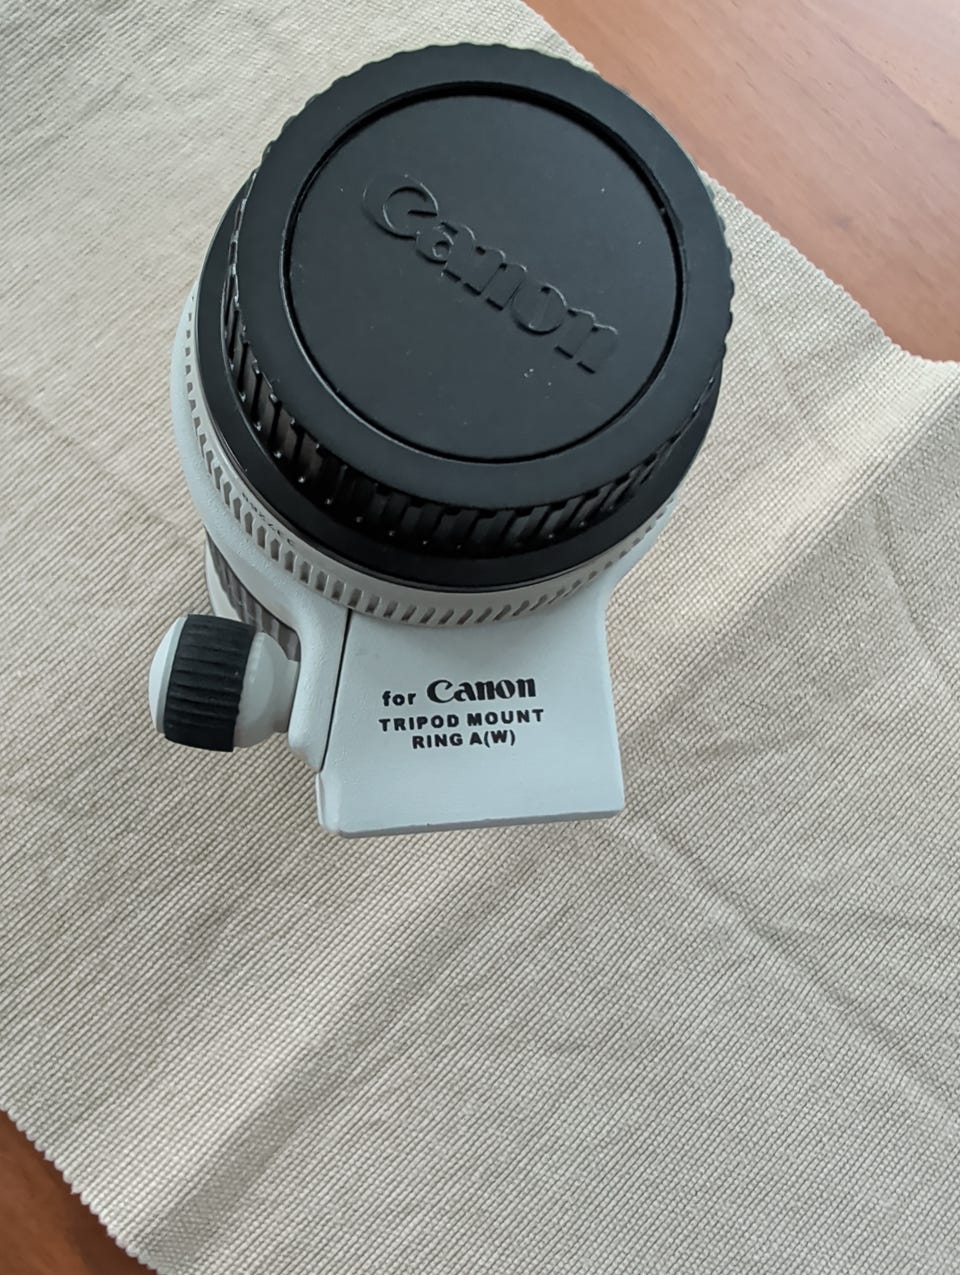 Canon
for Canon
TRIPOD MOUNT
RING A(W)